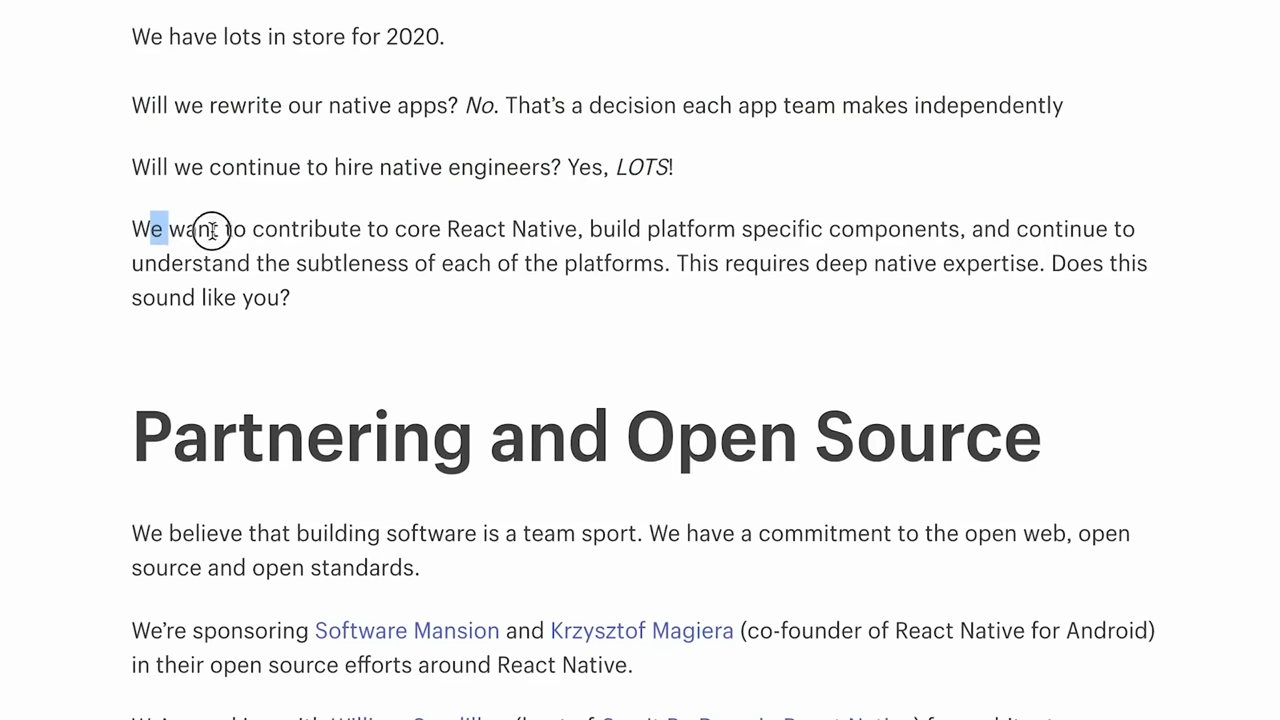 We have lots in store for 2020.
Will we rewrite our native apps? No. That's a decision each app team makes independently
Will we continue to hire native engineers? Yes, LOTS!
We want to contribute to core React Native, build platform specific components, and continue to
understand the subtleness of each of the platforms. This requires deep native expertise. Does this
sound like you?
Partnering and Open Source
We believe that building software is a team sport. We have a commitment to the open web, open
source and open standards.
We're sponsoring Software Mansion and Krzysztof Magiera (co-founder of React Native for Android)
in their open source efforts around React Native.